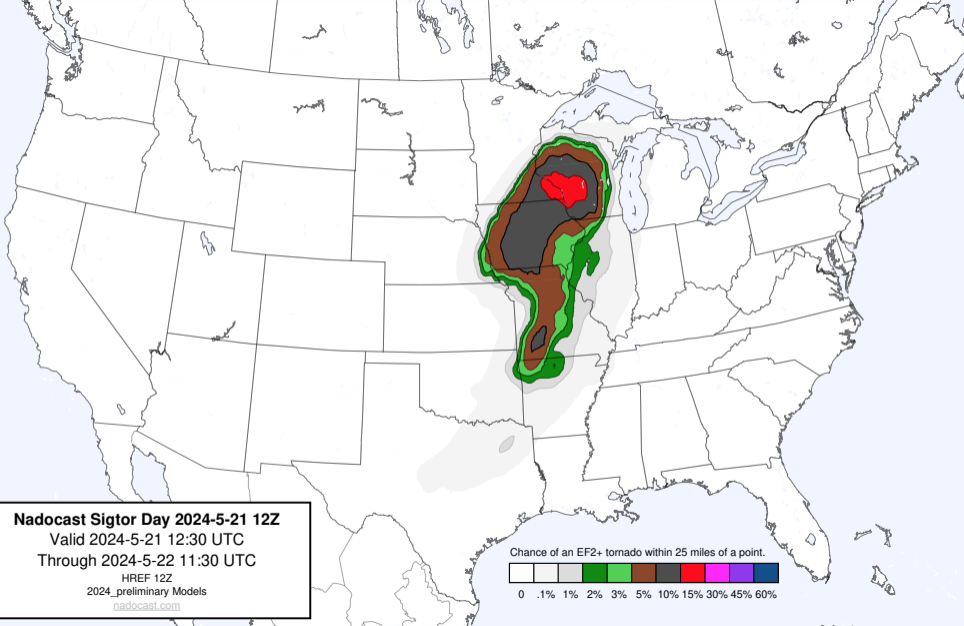 Nadocast Sigtor Day 2024-5-21 12Z
Valid 2024-5-21 12:30 UTC
Through 2024-5-22 11:30 UTC
HREF 12Z
2024_preliminary Models
nadocast.com
Chance of an EF2+ tornado within 25 miles of a point.
0 .1% 1% 2% 3% 5% 10% 15% 30% 45% 60%